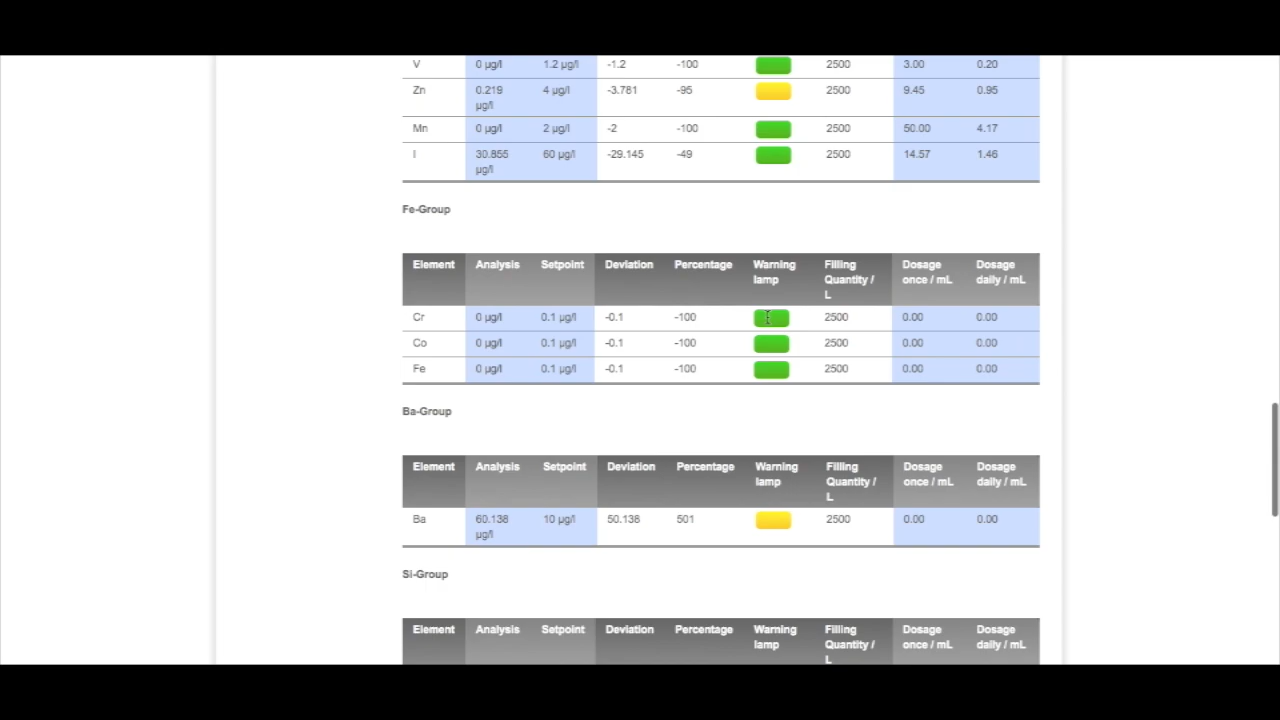 V 0 µg/l 1.2 µg/l -1.2 -100 2500 3.00 0.20
Zn 0.219 µg/l 4 µg/l -3.781 -95 2500 9.45 0.95
Mn 0 µg/l 2 µg/l -2 -100 2500 50.00 4.17
I 30.855 µg/l 60 µg/l -29.145 -49 2500 14.57 1.46
Fe-Group
Element Analysis Setpoint Deviation Percentage Warning lamp Filling Quantity / L Dosage once / mL Dosage daily / mL
Cr 0 µg/l 0.1 µg/l -0.1 -100 2500 0.00 0.00
Co 0 µg/l 0.1 µg/l -0.1 -100 2500 0.00 0.00
Fe 0 µg/l 0.1 µg/l -0.1 -100 2500 0.00 0.00
Ba-Group
Element Analysis Setpoint Deviation Percentage Warning lamp Filling Quantity / L Dosage once / mL Dosage daily / mL
Ba 60.138 µg/l 10 µg/l 50.138 501 2500 0.00 0.00
Si-Group
Element Analysis Setpoint Deviation Percentage Warning lamp Filling Quantity / L Dosage once / mL Dosage daily / mL